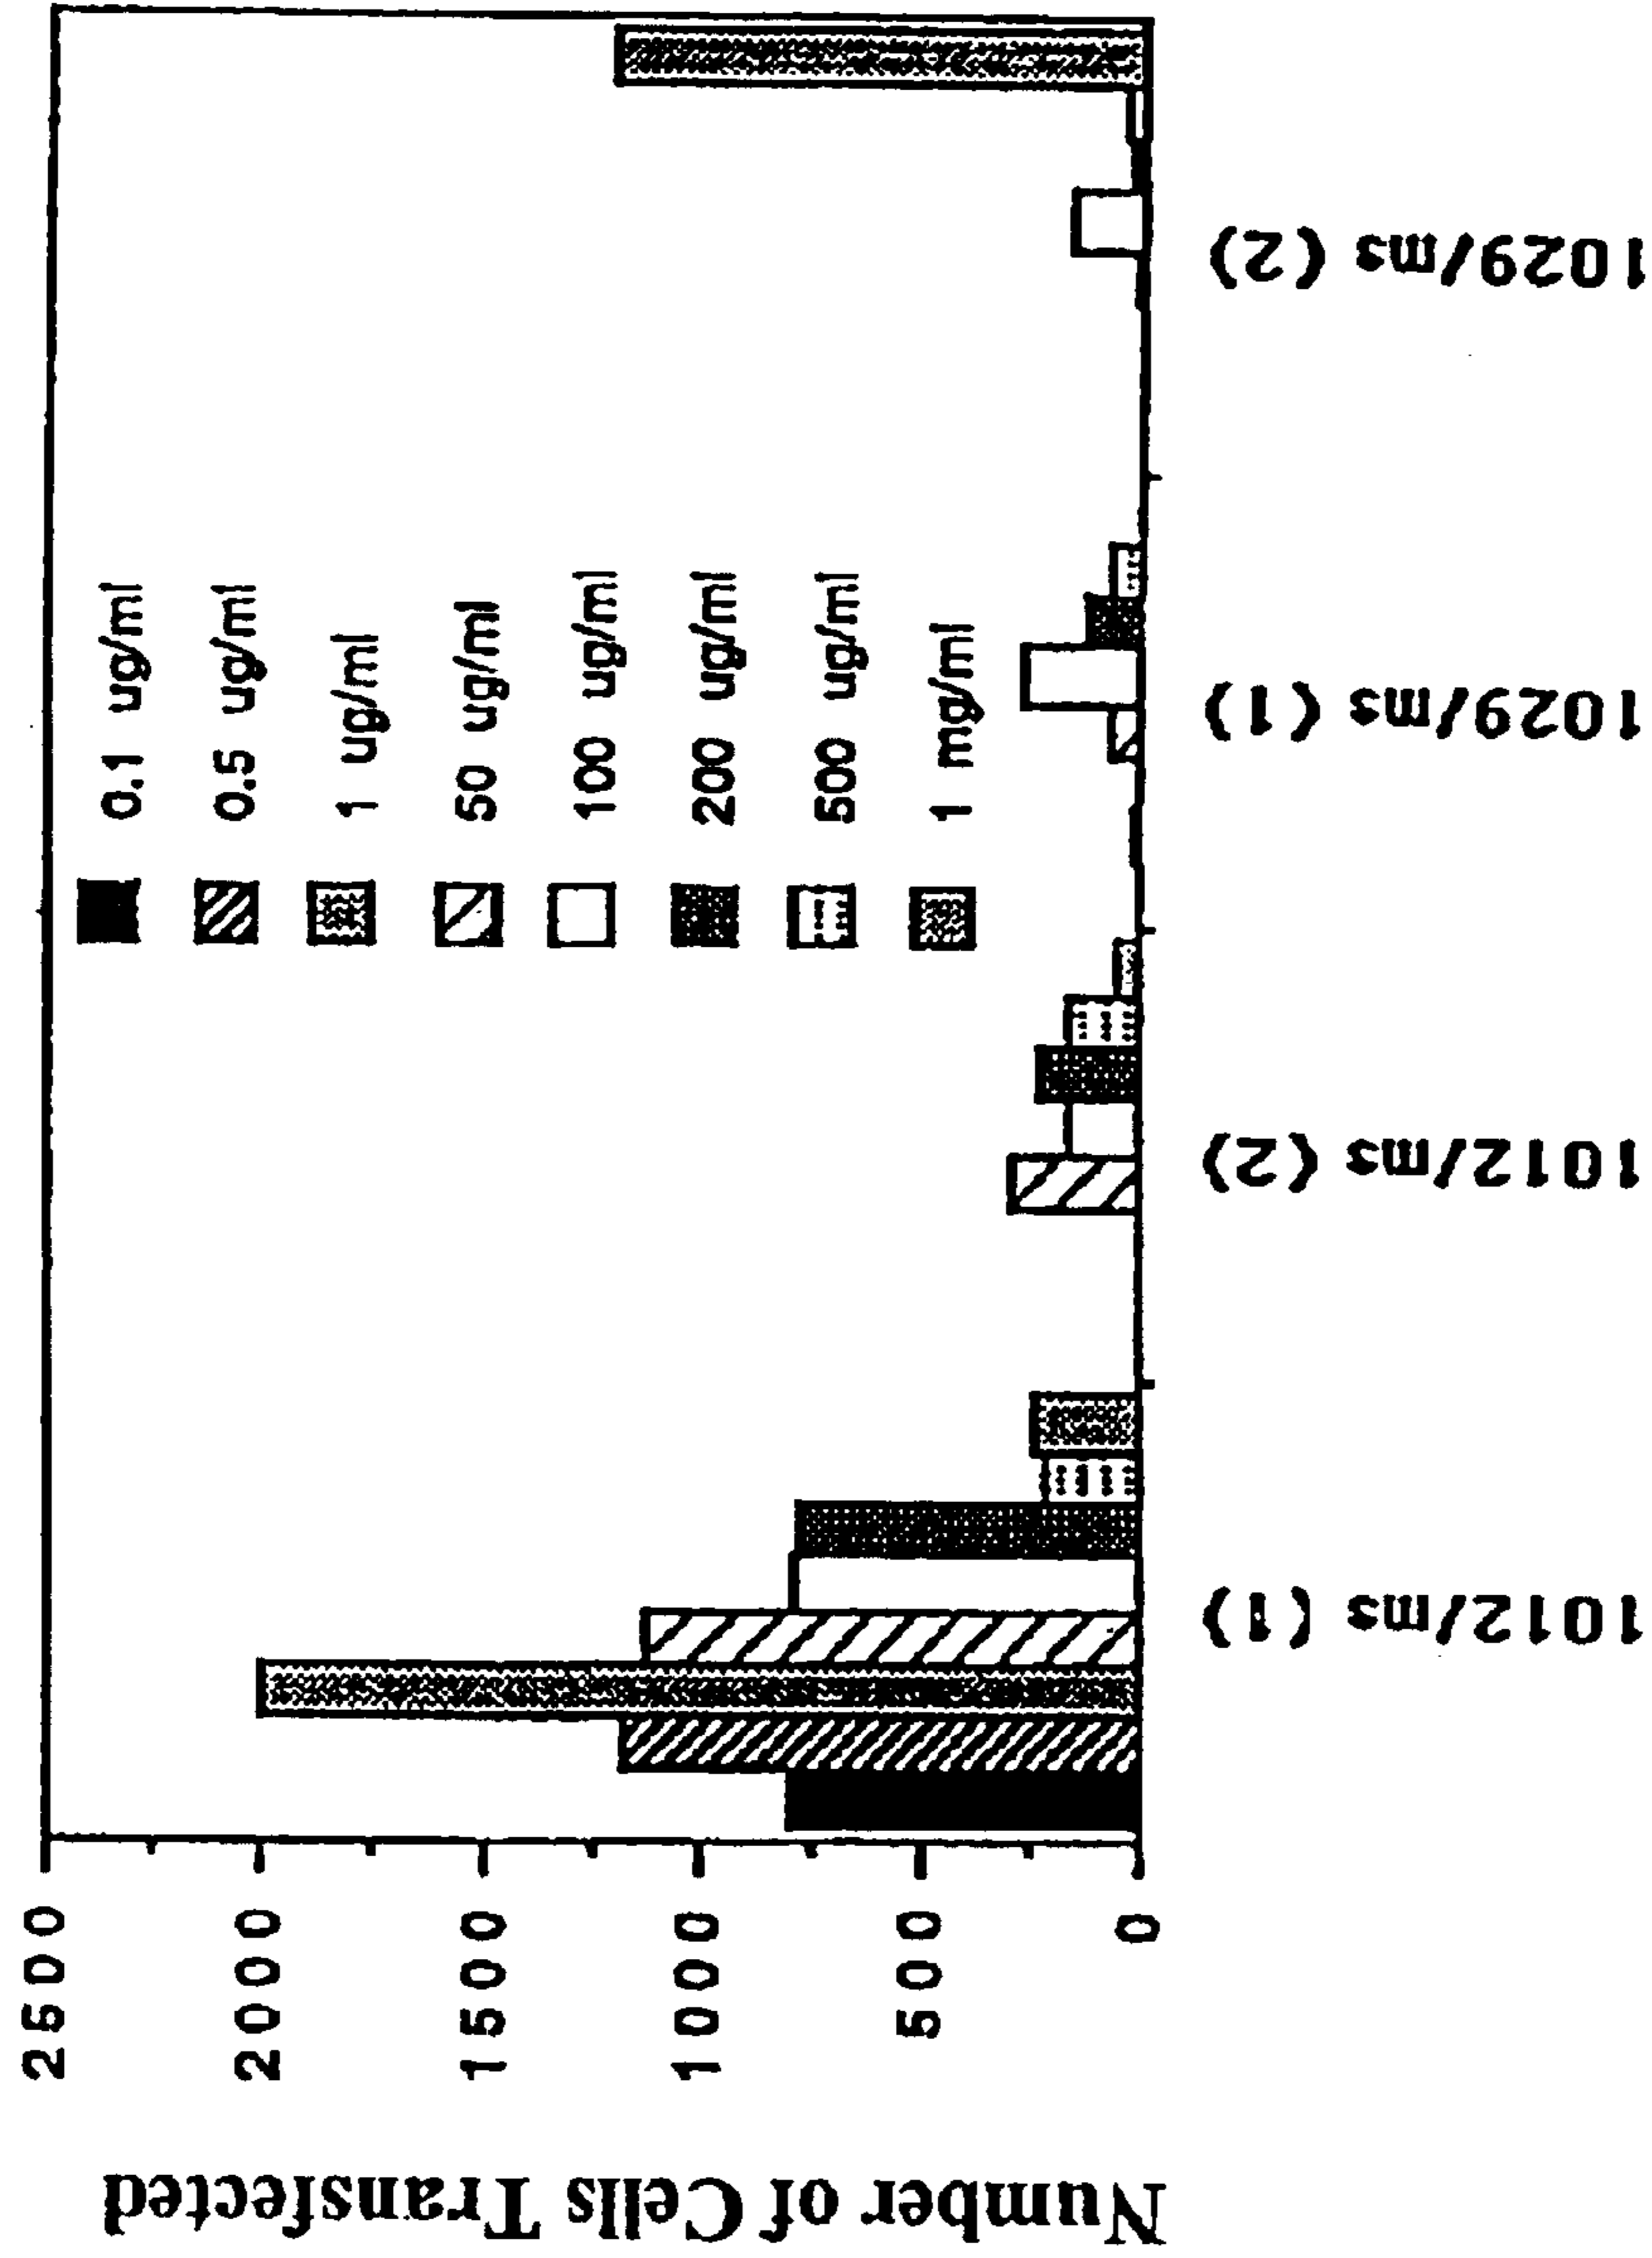 Number of Cells Transfected
2500
2000
1500
1000
500
0
0.1 ug/ml
0.5 ug/ml
1 ug/ml
50 ug/ml
100 ug/ml
200 ug/ml
500 ug/ml
1 mg/ml
1012/ms (1)
1012/ms (2)
1029/ms (1)
1029/ms (2)